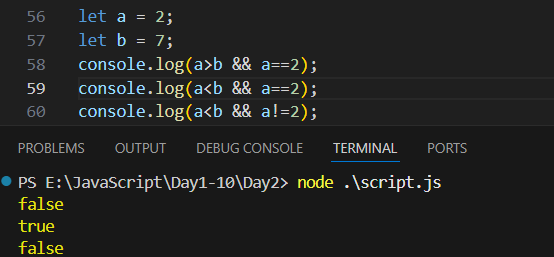 56 let a = 2;
57 let b = 7;
58 console.log(a>b && a==2);
59 console.log(a<b && a==2);
60 console.log(a<b && a!=2);
PROBLEMS OUTPUT DEBUG CONSOLE TERMINAL PORTS
PS E:\JavaScript\Day1-10\Day2> node .\script.js
false
true
false